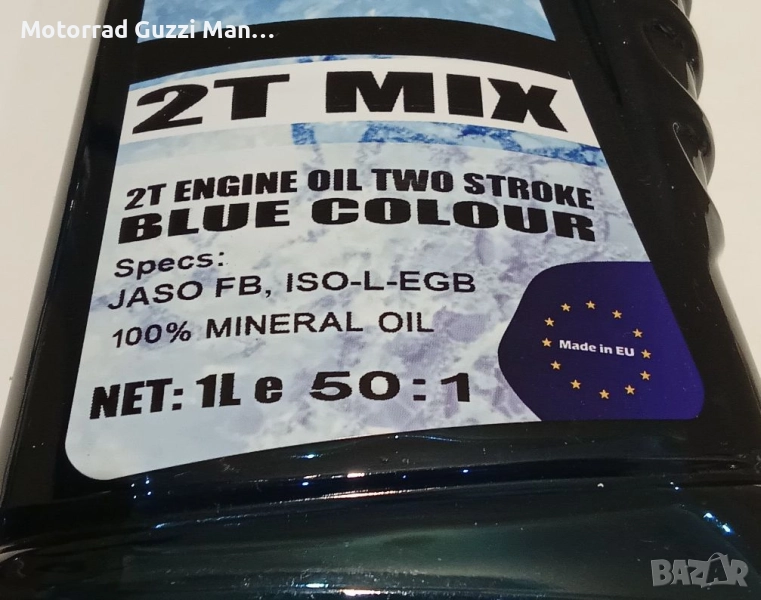 Motorrad Guzzi Man...
2T MIX
2T ENGINE OIL TWO STROKE
BLUE COLOUR
Specs:
JASO FB, ISO-L-EGB
100% MINERAL OIL
Made in EU
NET: 1L e 50:1
BAZAR